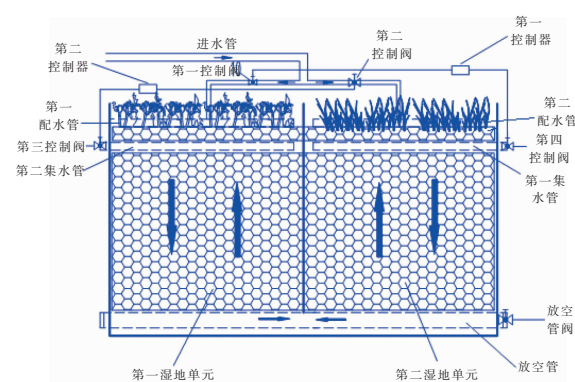 第一
控制器
第二
控制阀
进水管
第二
控制器
第一控制阀
第一
配水管
第二
配水管
第三控制阀
第四
控制阀
第二集水管
第一集
水管
放空
管阀
放空管
第一湿地单元
第二湿地单元